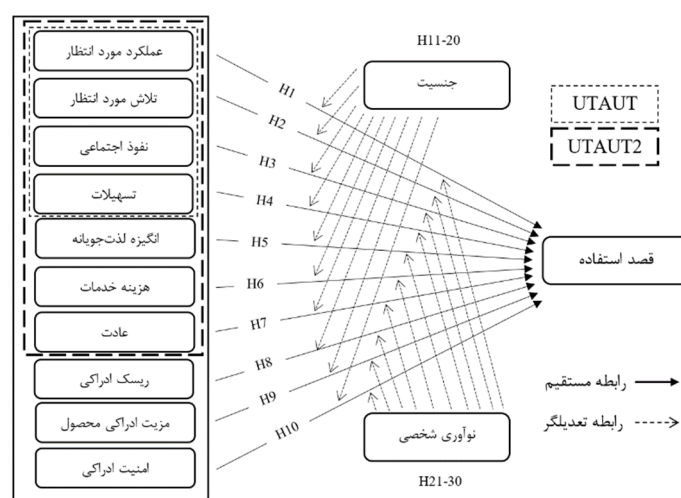 عملکرد مورد انتظار
تلاش مورد انتظار
نفوذ اجتماعی
تسهیلات
انگیزه لذت‌جویانه
هزینه خدمات
عادت
ریسک ادراکی
مزیت ادراکی محصول
امنیت ادراکی
H1
H2
H3
H4
H5
H6
H7
H8
H9
H10
H11-20
جنسیت
نوآوری شخصی
H21-30
UTAUT
UTAUT2
قصد استفاده
رابطه مستقیم
رابطه تعدیلگر